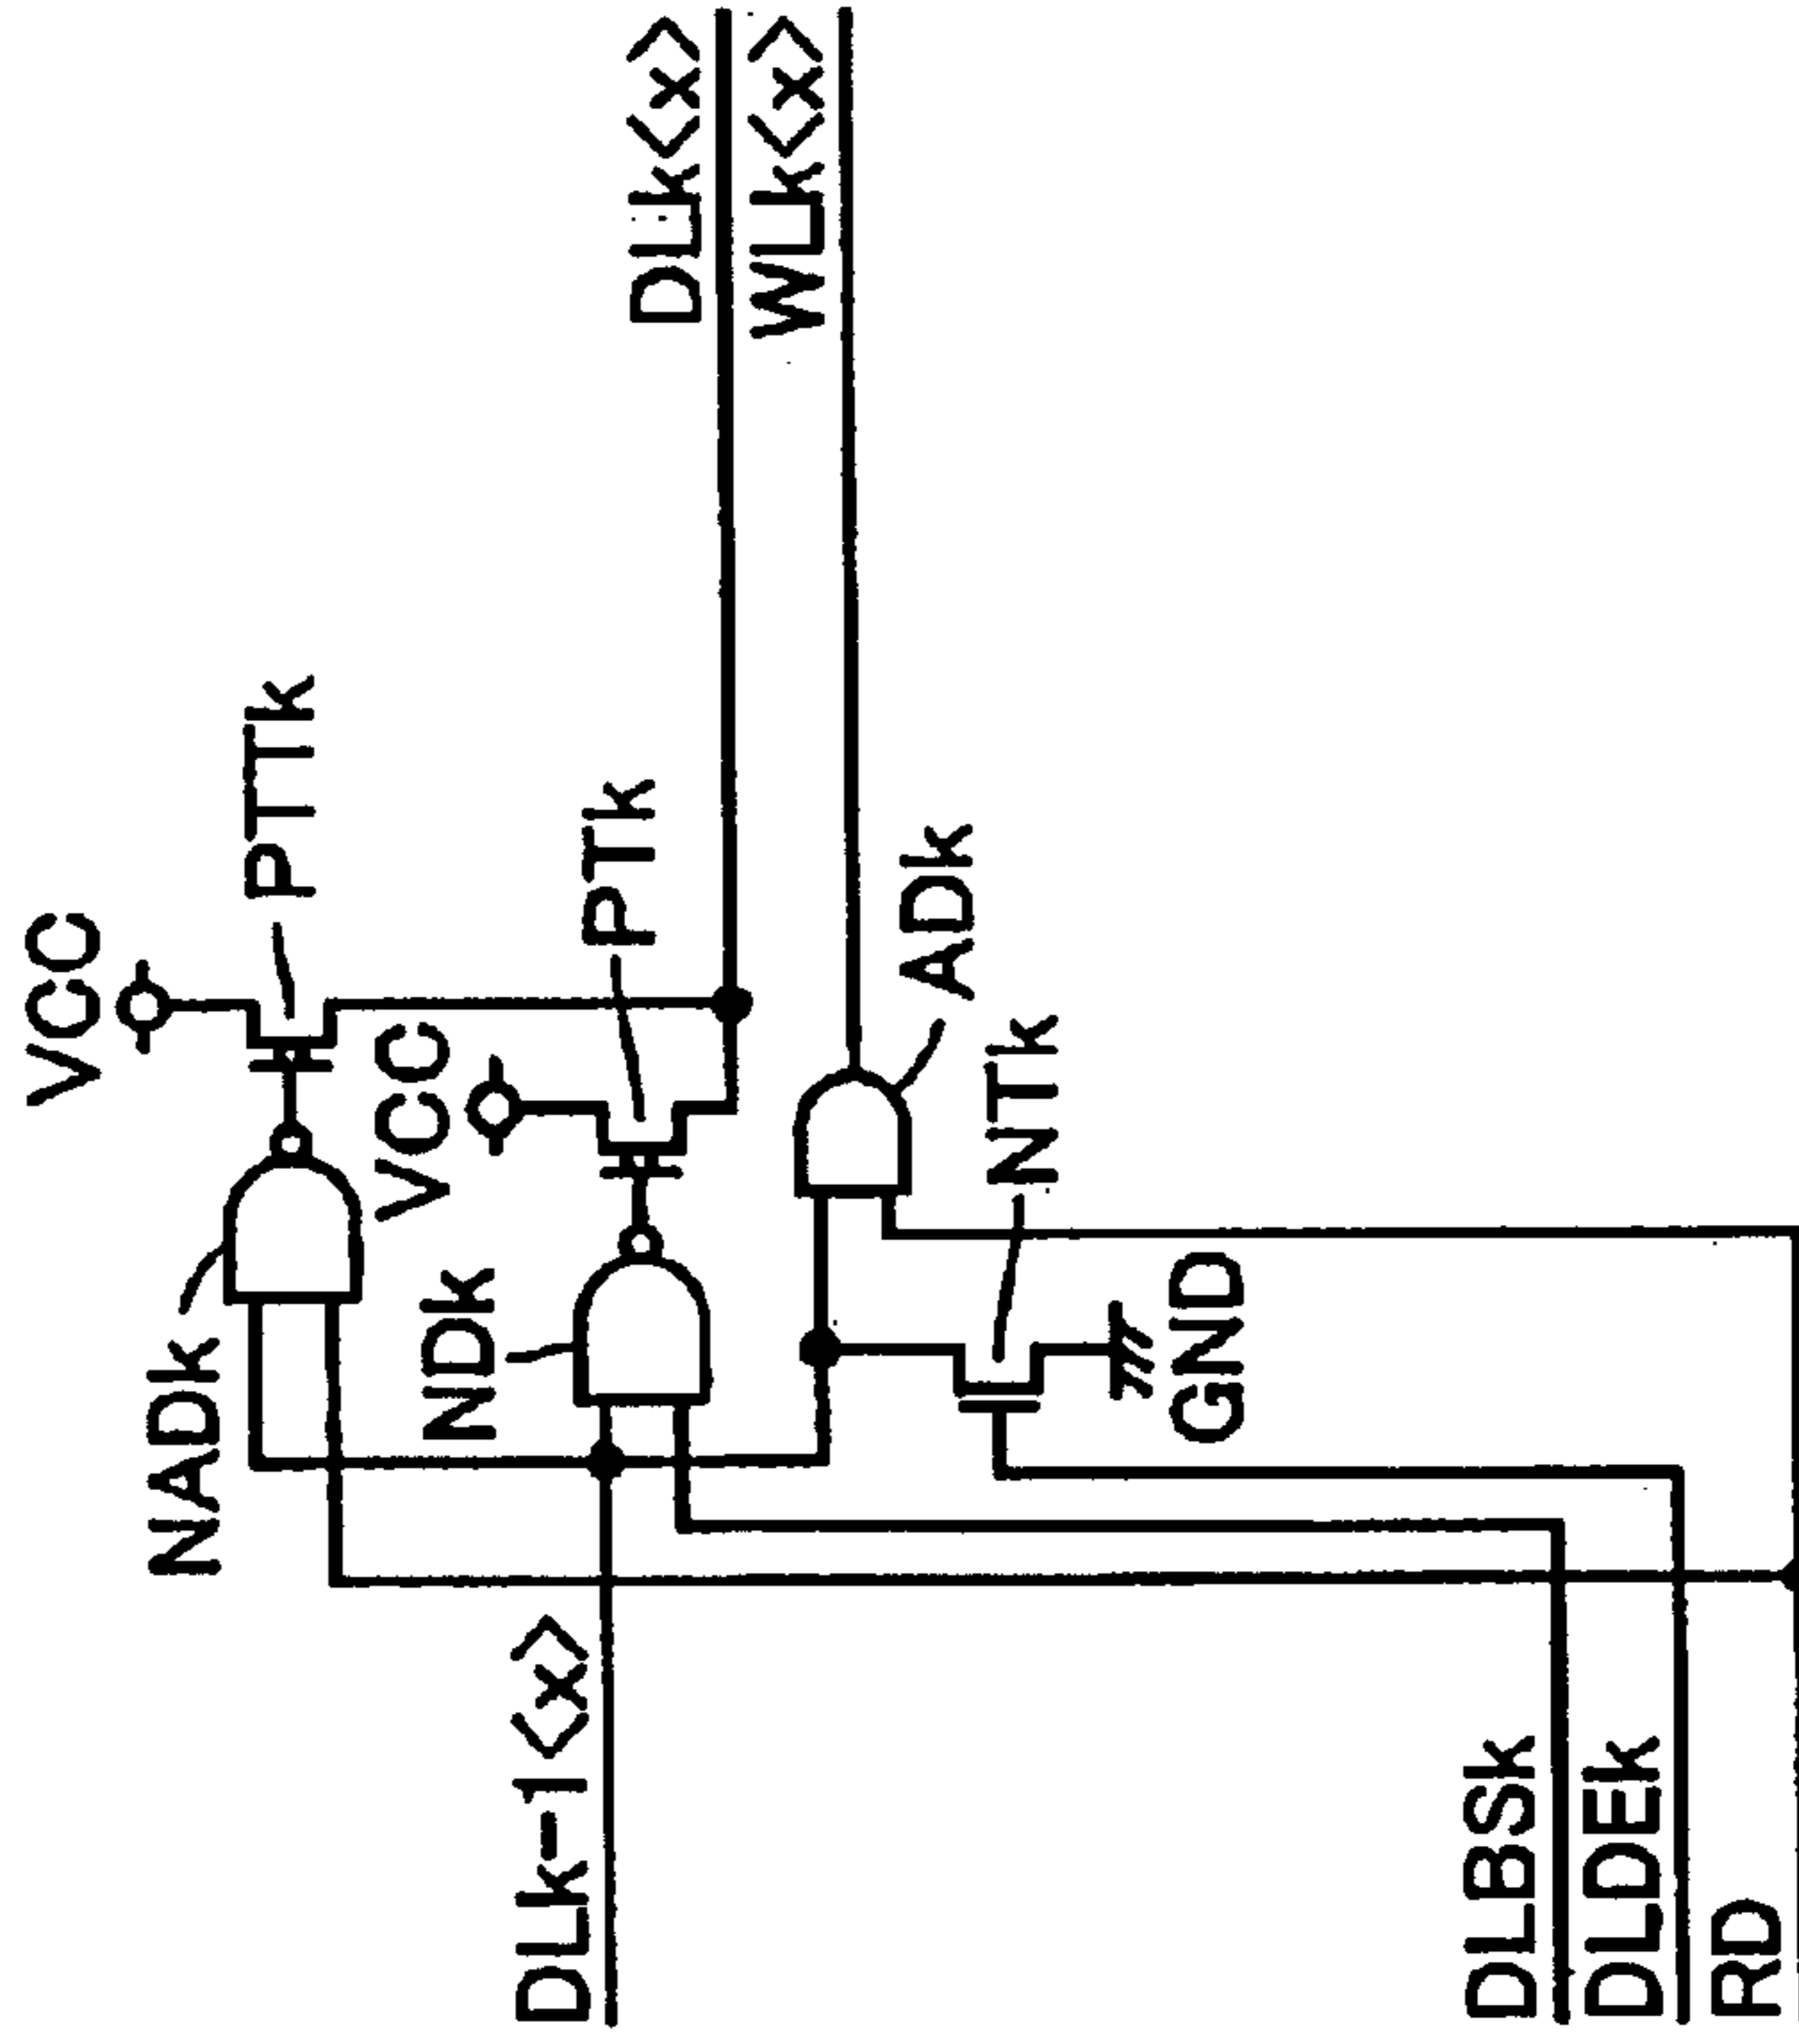 VCC
PTTK
NADK
VCC
PTK
NDK
DLK-1<x>
DLK<x>
WLK<x>
ADK
NTK
GND
DLBSK
DLDEK
RD